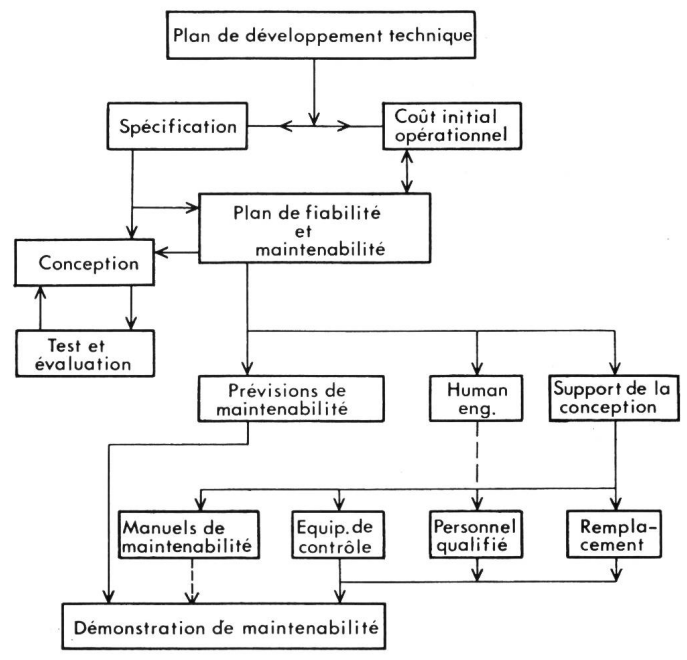 Plan de développement technique
Spécification
Coût initial
opérationnel
Plan de fiabilité
et
maintenabilité
Conception
Test et
évaluation
Prévisions de
maintenabilité
Human
eng.
Support de la
conception
Manuels de
maintenabilité
Equip. de
contrôle
Personnel
qualifié
Rempla-
cement
Démonstration de maintenabilité